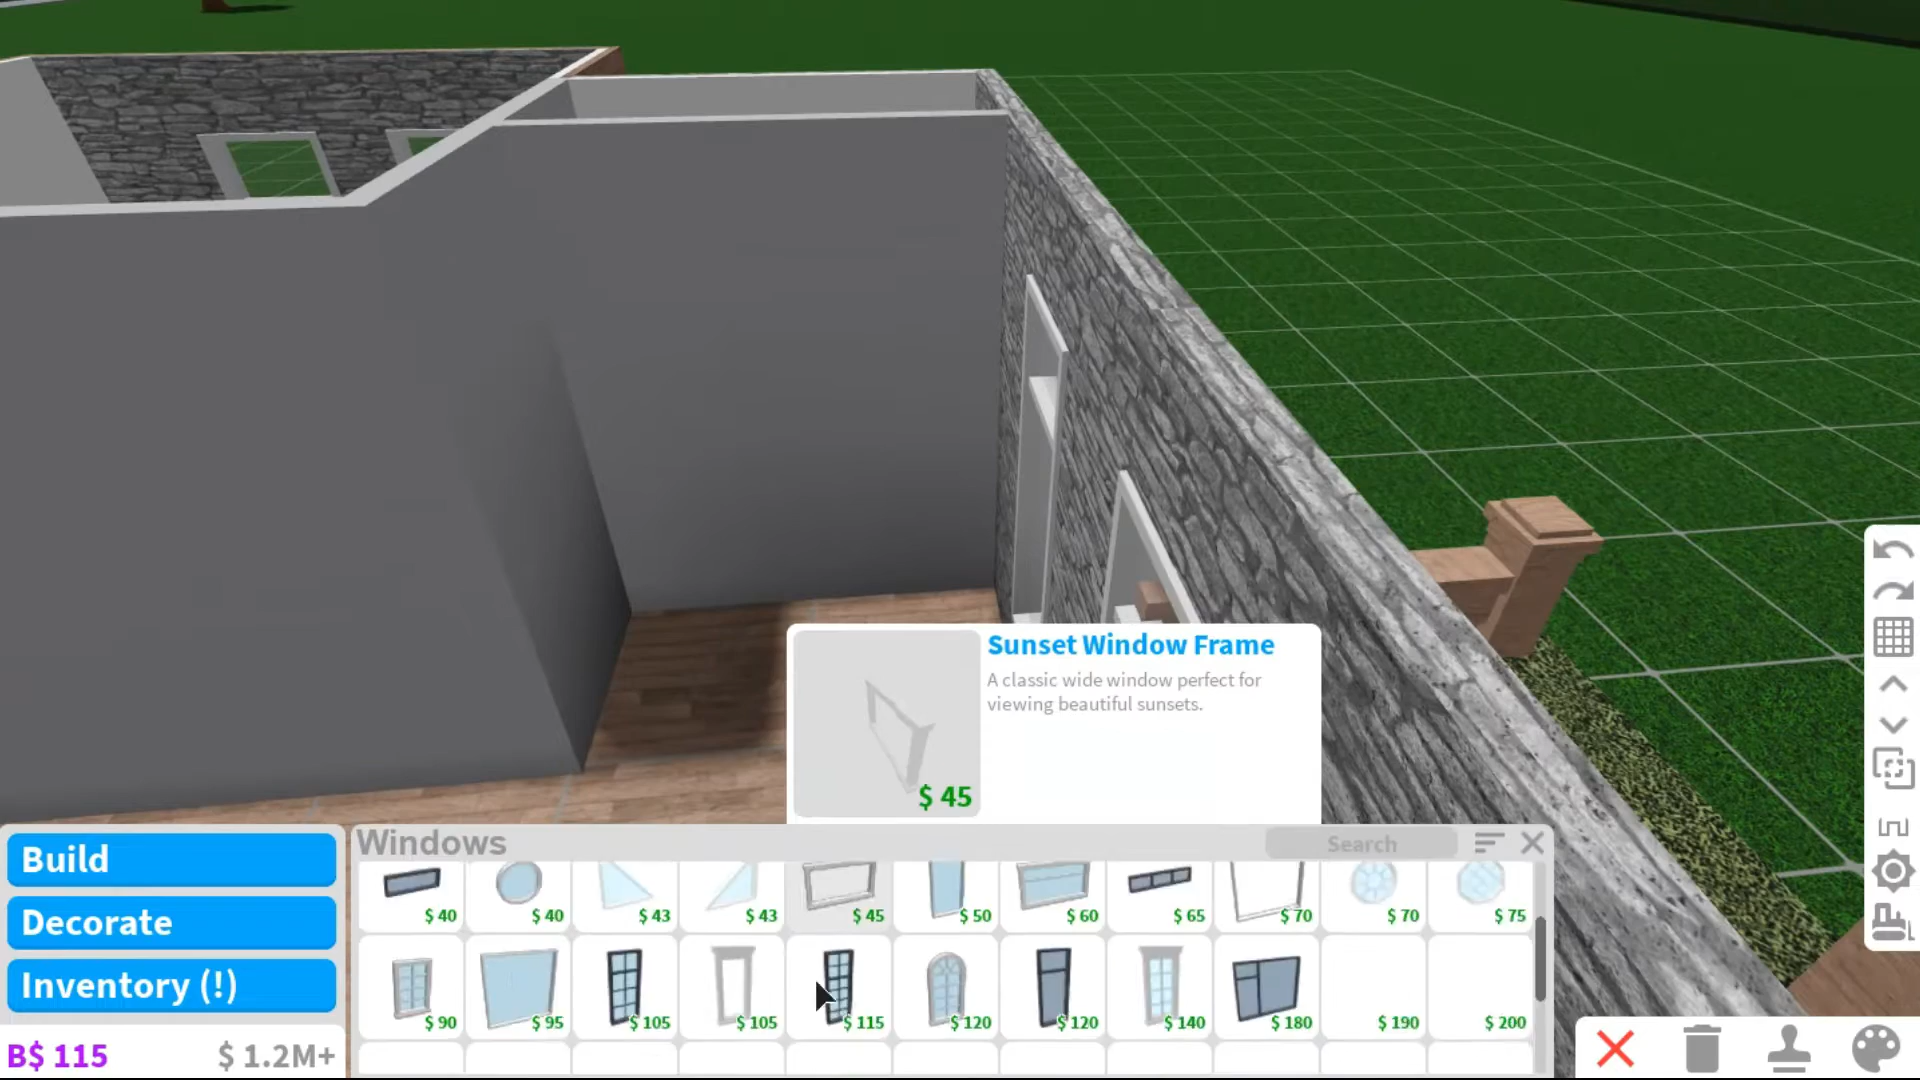 Sunset Window Frame
A classic wide window perfect for
viewing beautiful sunsets.
$ 45
Build
Decorate
Inventory (!)
B$ 115
$ 1.2M+
Windows
Search
$ 40
$ 40
$ 43
$ 43
$ 45
$ 50
$ 60
$ 65
$ 70
$ 70
$ 75
$ 90
$ 95
$ 105
$ 105
$ 115
$ 120
$ 120
$ 140
$ 180
$ 190
$ 200